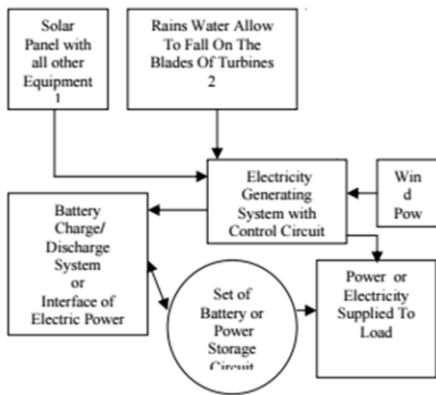 Solar
Panel with
all other
Equipment
1
Rains Water Allow
To Fall On The
Blades Of Turbines
2
Electricity
Generating
System with
Control Circuit
Win
d
Pow
Battery
Charge/
Discharge
System
or
Interface of
Electric Power
Set of
Battery or
Power
Storage
Circuit
Power or
Electricity
Supplied To
Load